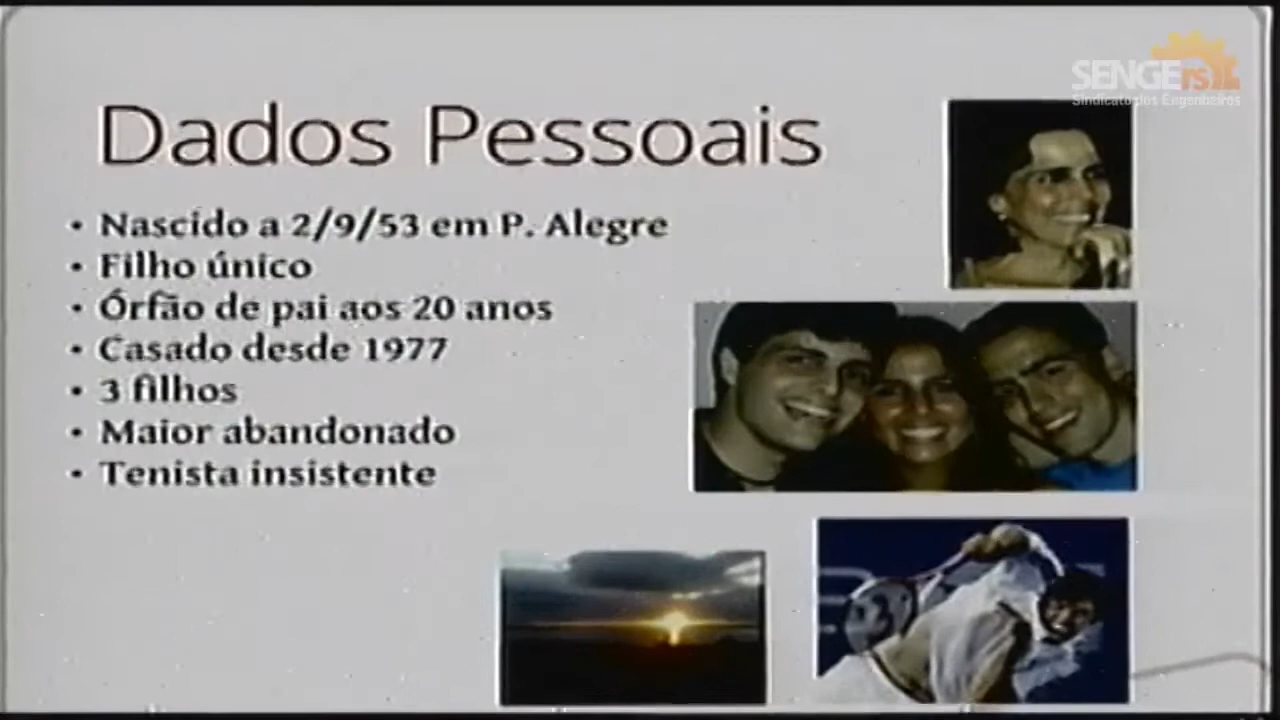 SENGE rs
Sindicato dos Engenheiros
Dados Pessoais
• Nascido a 2/9/53 em P. Alegre
• Filho único
• Órfão de pai aos 20 anos
• Casado desde 1977
• 3 filhos
• Maior abandonado
• Tenista insistente